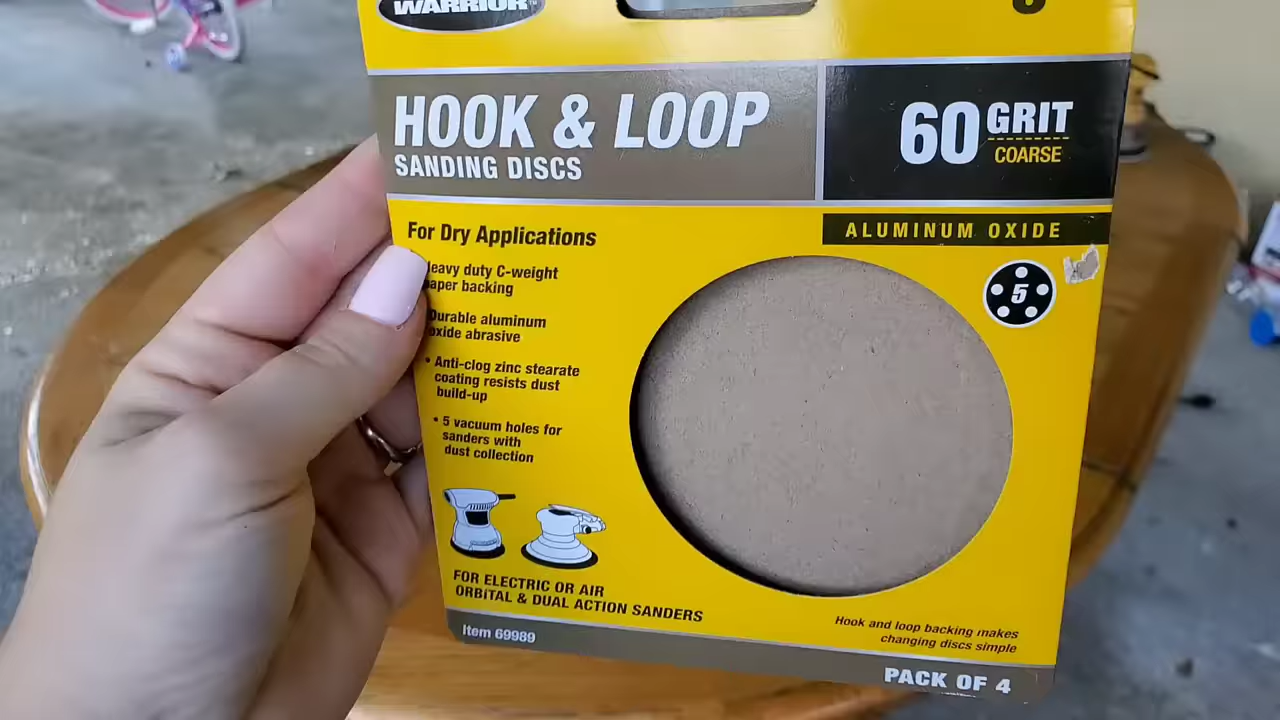 WARRIOR™
HOOK & LOOP
SANDING DISCS
60 GRIT
COARSE
ALUMINUM OXIDE
5
For Dry Applications
eavy duty C-weight
aper backing
Durable aluminum
oxide abrasive
• Anti-clog zinc stearate
coating resists dust
build-up
• 5 vacuum holes for
sanders with
dust collection
FOR ELECTRIC OR AIR
ORBITAL & DUAL ACTION SANDERS
Hook and loop backing makes
changing discs simple
Item 69989
PACK OF 4